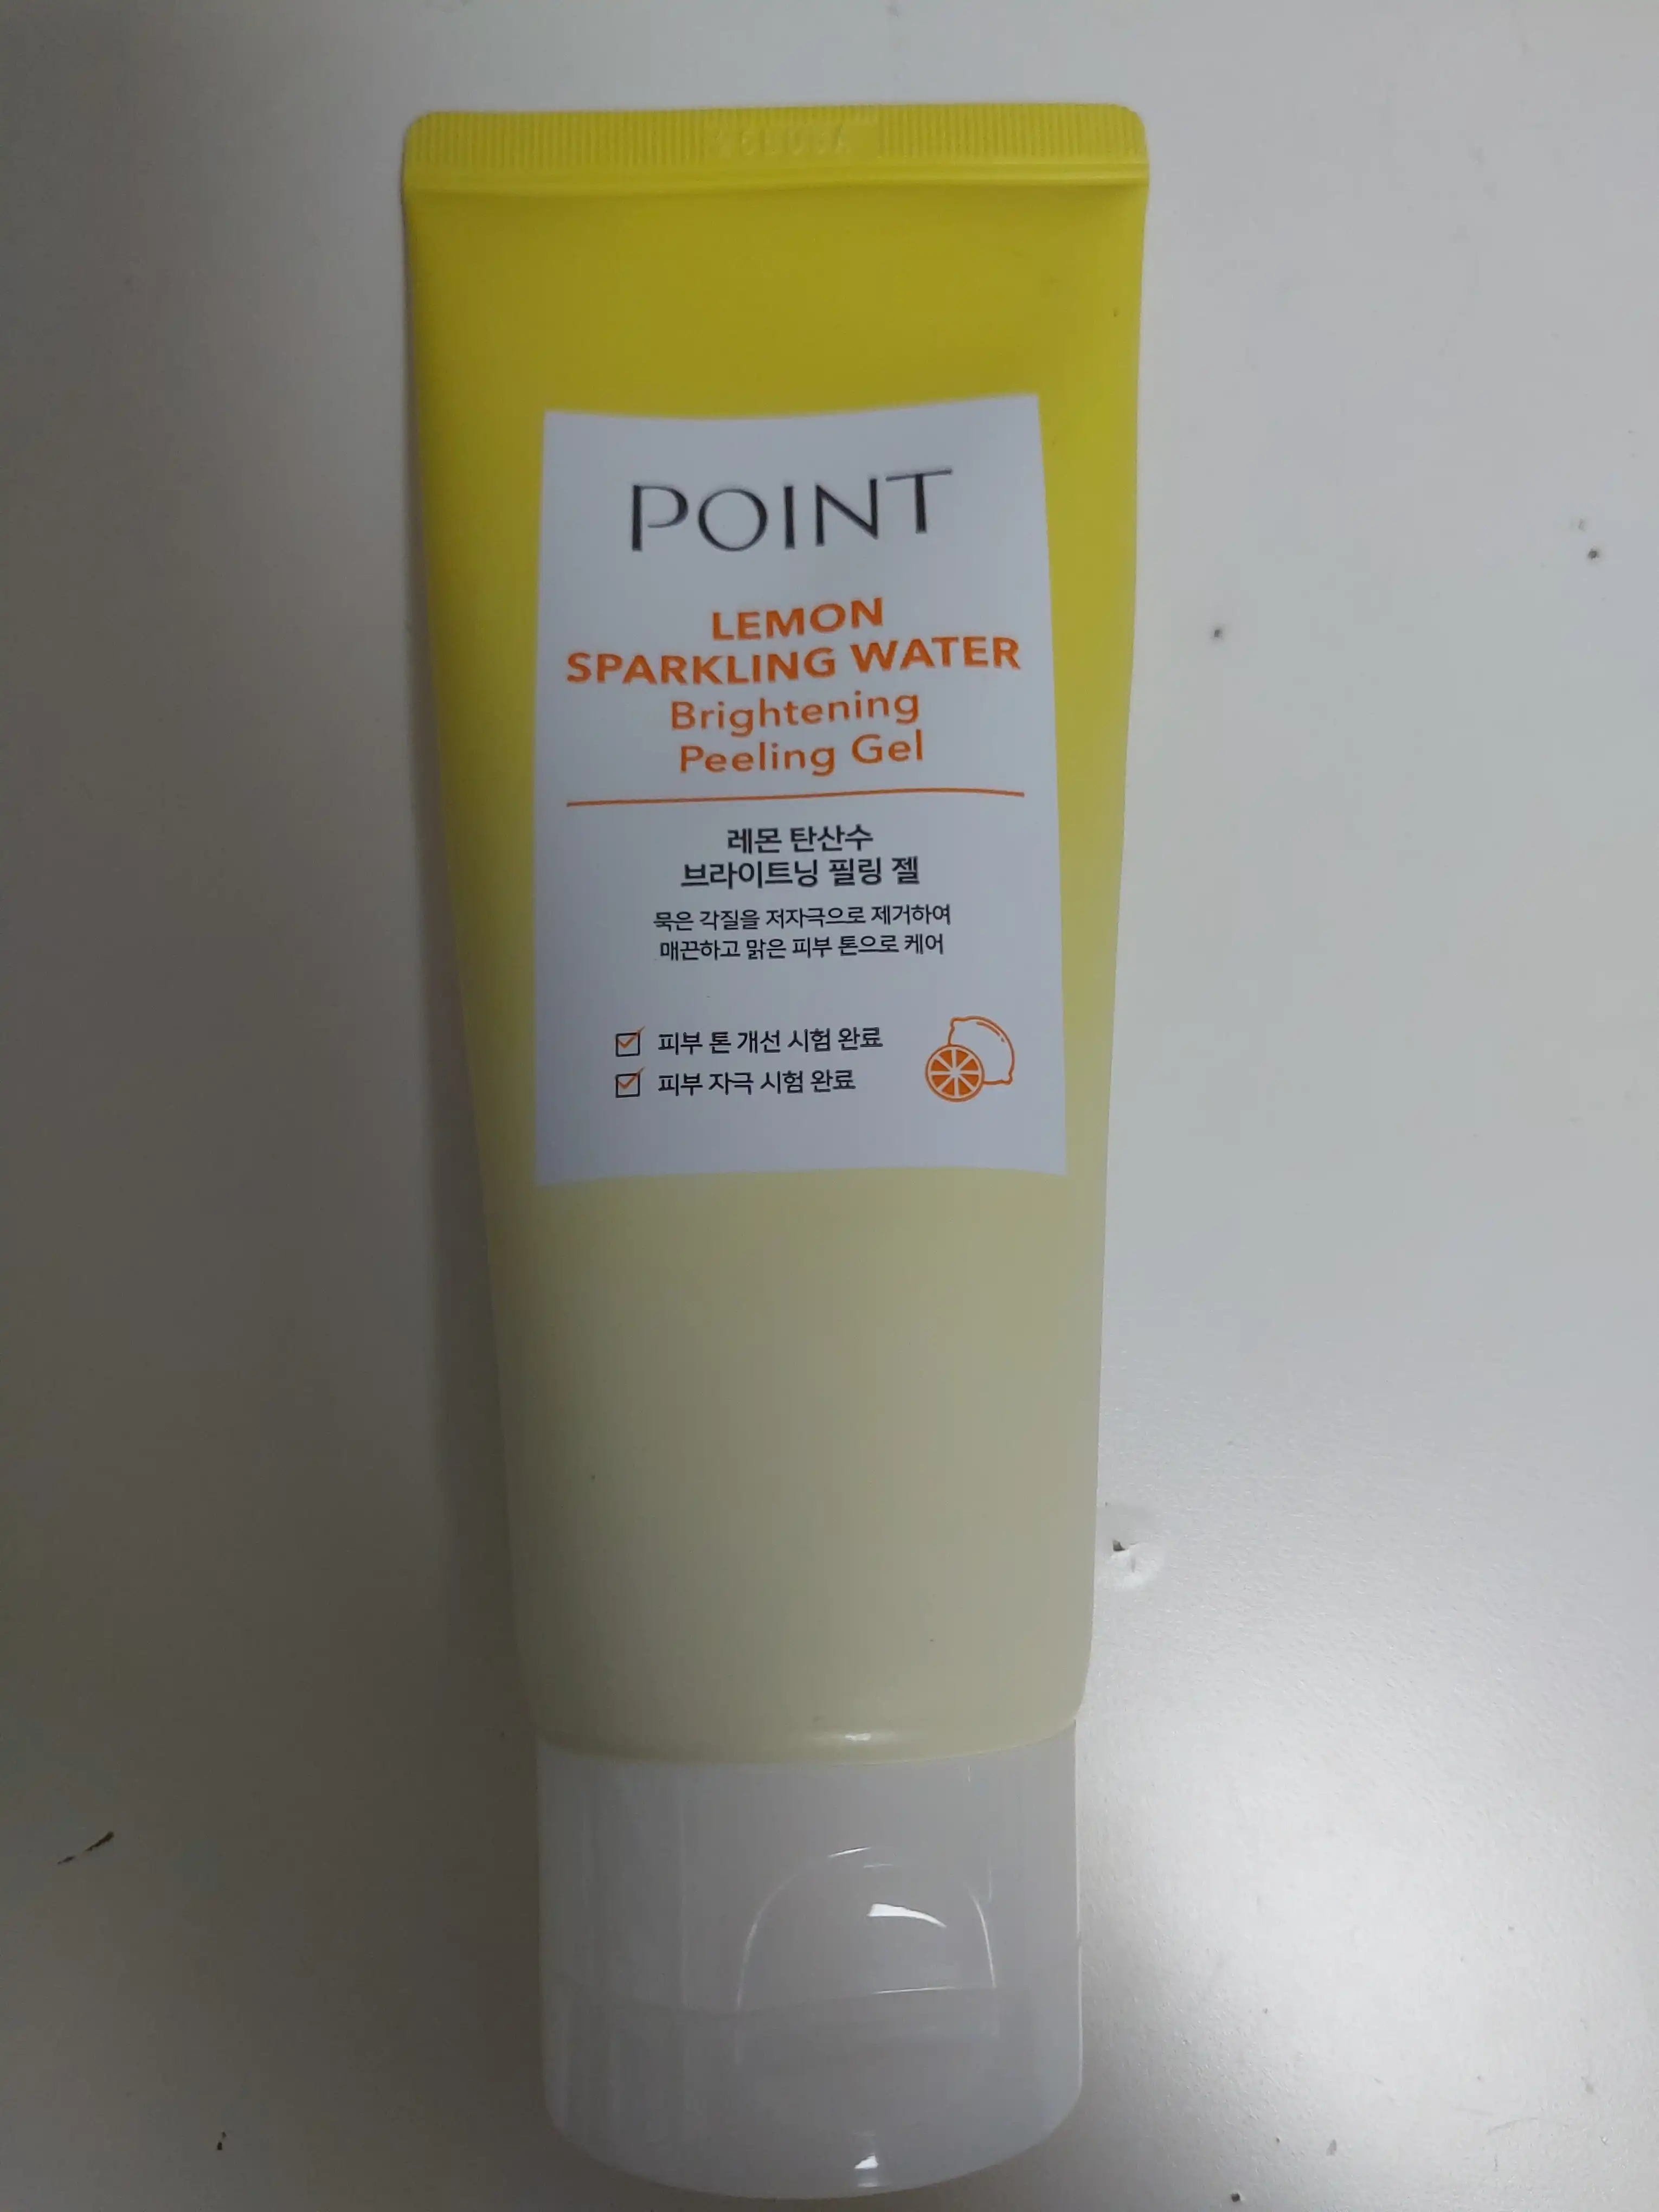 POINT
LEMON
SPARKLING WATER
Brightening
Peeling Gel
레몬 탄산수
브라이트닝 필링 젤
묵은 각질을 저자극으로 제거하여
매끈하고 맑은 피부 톤으로 케어
피부 톤 개선 시험 완료
피부 자극 시험 완료